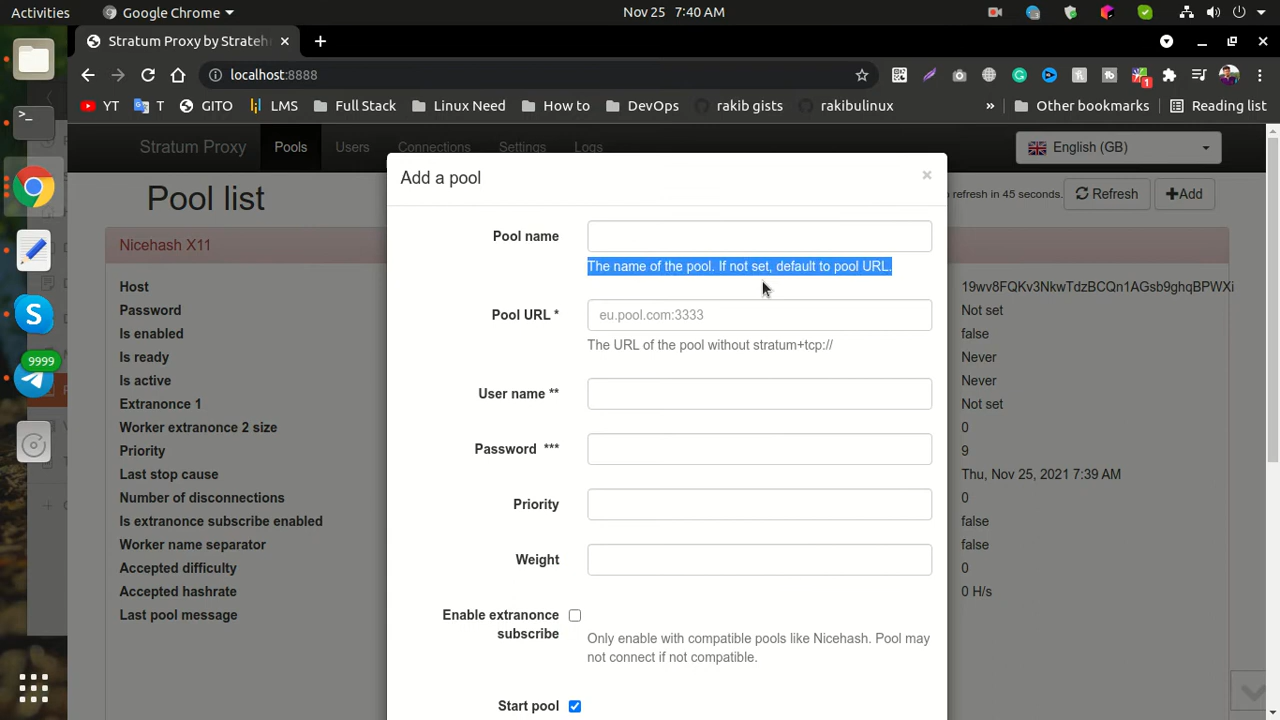 Activities
Google Chrome
Nov 25 7:40 AM
Stratum Proxy by Strateh
localhost:8888
1
YT
T
GITO
LMS
Full Stack
Linux Need
How to
DevOps
rakib gists
rakibulinux
»
Other bookmarks
Reading list
Stratum Proxy
Pools
Users
Connections
Settings
Logs
English (GB)
Pool list
refresh in 45 seconds.
Refresh
Add
Nicehash X11
Host
19wv8FQKv3NkwTdzBCQn1AGsb9ghqBPWXi
Password
Not set
Is enabled
false
Is ready
Never
Is active
Never
Extranonce 1
Not set
Worker extranonce 2 size
0
Priority
9
Last stop cause
Thu, Nov 25, 2021 7:39 AM
Number of disconnections
0
Is extranonce subscribe enabled
false
Worker name separator
false
Accepted difficulty
0
Accepted hashrate
0 H/s
Last pool message
Add a pool
×
Pool name
The name of the pool. If not set, default to pool URL.
Pool URL *
eu.pool.com:3333
The URL of the pool without stratum+tcp://
User name **
Password ***
Priority
Weight
Enable extranonce
subscribe
Only enable with compatible pools like Nicehash. Pool may
not connect if not compatible.
Start pool
9999